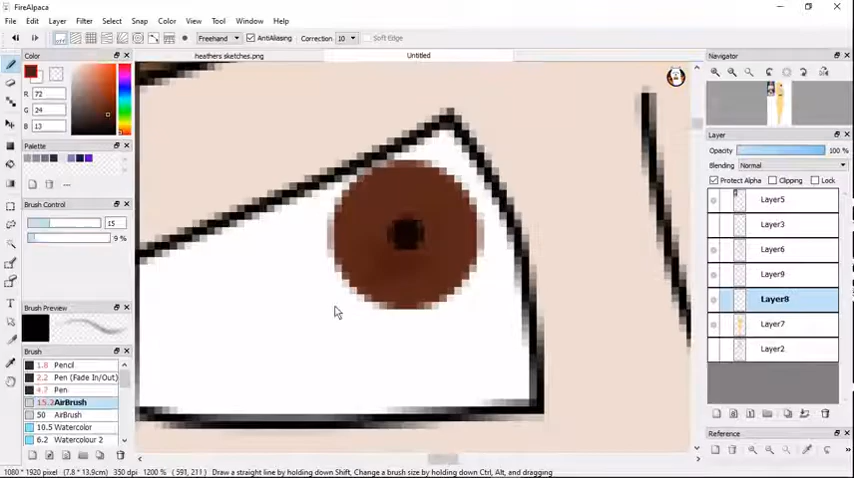 FireAlpaca
File Edit Layer Filter Select Snap Color View Tool Window Help
off Freehand AntiAliasing Correction 10 Soft Edge
Color heathers sketches.png Untitled Navigator
R 72
G 24
B 13
Layer
Palette Opacity 100 %
Blending Normal
Protect Alpha Clipping Lock
Layer5
Brush Control
15
Layer3
9 %
Layer6
Layer9
Layer8
Brush Preview
Layer7
Layer2
Brush
1.8 Pencil
2.2 Pen (Fade In/Out)
4.7 Pen
15.2 AirBrush
50 AirBrush
10.5 Watercolor
6.2 Watercolour 2
Reference
1080 * 1920 pixel (7.8 * 13.9cm) 350 dpi 1200 % ( 591, 211 ) Draw a straight line by holding down Shift, Change a brush size by holding down Ctrl, Alt, and dragging